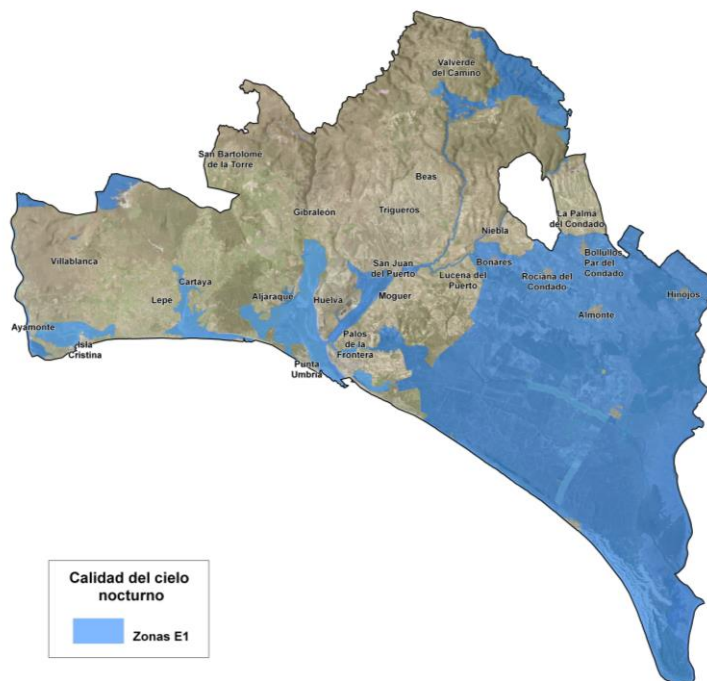 Valverde
del Camino
San Bartolomé
de la Torre
Beas
Gibraleón
Trigueros
La Palma
del Condado
Niebla
Villablanca
San Juan
del Puerto
Bonares
Bollullos
Par del
Condado
Cartaya
Lucena del
Puerto
Rociana del
Condado
Hinojos
Lepe
Aljaraque
Huelva
Moguer
Almonte
Ayamonte
Isla
Cristina
Palos
de la
Frontera
Punta
Umbría
Calidad del cielo
nocturno
Zonas E1